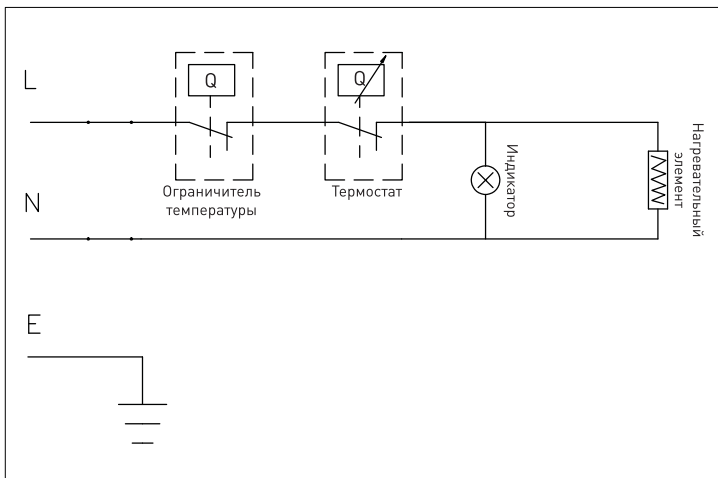 L
Q
Q
Ограничитель
температуры
Термостат
Индикатор
Нагревательный
элемент
N
E